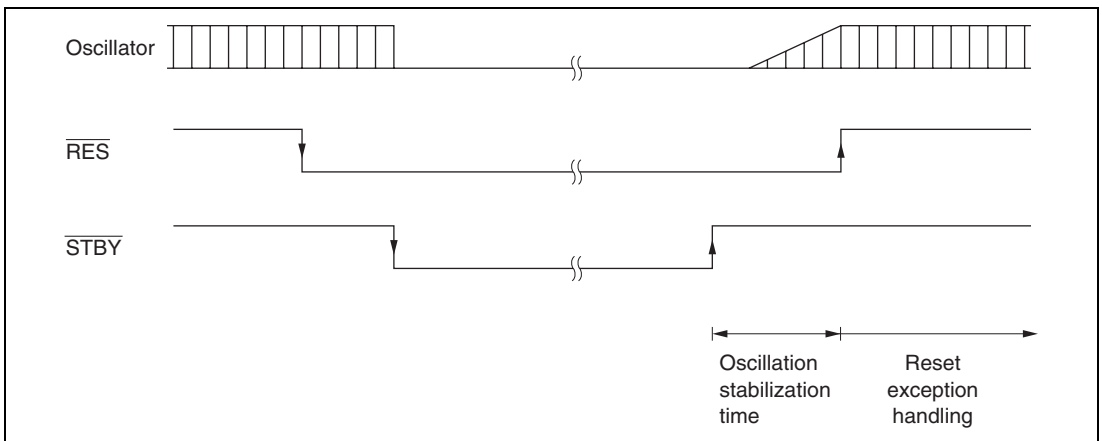 Oscillator
RES
STBY
Oscillation
stabilization
time
Reset
exception
handling